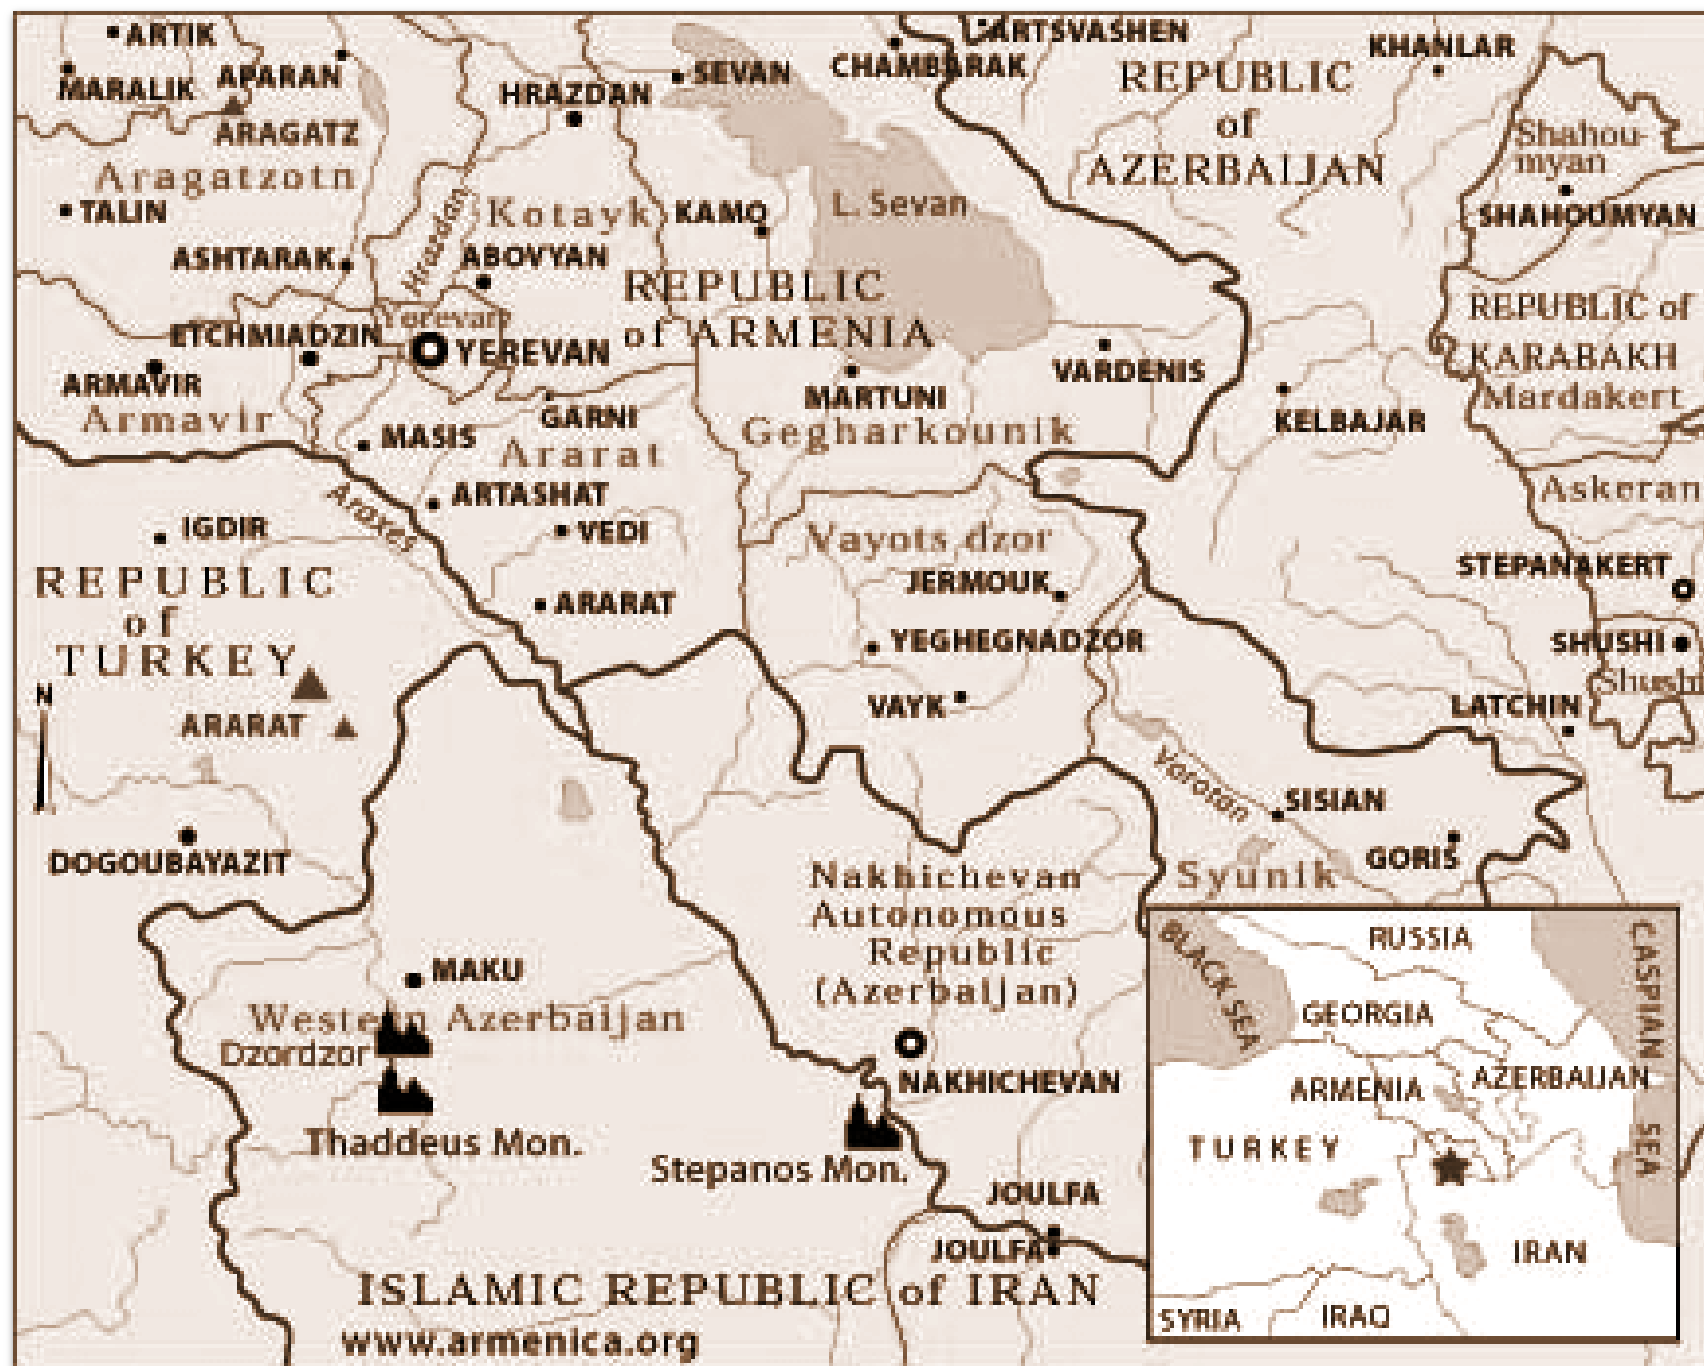 ARTIK
ARTSVASHEN
KHANLAR
MARALIK
APARAN
SEVAN
CHAMBARAK
HRAZDAN
REPUBLIC
of
AZERBAIJAN
ARAGATZ
Aragatzotn
Shahou-
myan
TALIN
Hrazdan
Kotayk
KAMO
L. Sevan
SHAHOUMYAN
ASHTARAK
ABOVYAN
REPUBLIC
of ARMENIA
REPUBLIC of
KARABAKH
Mardakert
ETCHMIADZIN
YEREVAN
ARMAVIR
Armavir
GARNI
MARTUNI
VARDENIS
KELBAJAR
MASIS
Ararat
Gegharkounik
Araxes
ARTASHAT
Askeran
IGDIR
VEDI
Vayots dzor
STEPANAKERT
REPUBLIC
of
TURKEY
JERMOUK
ARARAT
YEGHEGNADZOR
SHUSHI
Shushi
N
VAYK
LATCHIN
ARARAT
Vorotan
SISIAN
DOGOUBAYAZIT
GORIS
Syunik
Nakhichevan
Autonomous
Republic
(Azerbaijan)
MAKU
Western Azerbaijan
Dzordzor
NAKHICHEVAN
Thaddeus Mon.
Stepanos Mon.
JOULFA
JOULFA
ISLAMIC REPUBLIC of IRAN
www.armenica.org
BLACK SEA
RUSSIA
CASPIAN SEA
GEORGIA
ARMENIA
AZERBAIJAN
TURKEY
IRAN
SYRIA
IRAQ